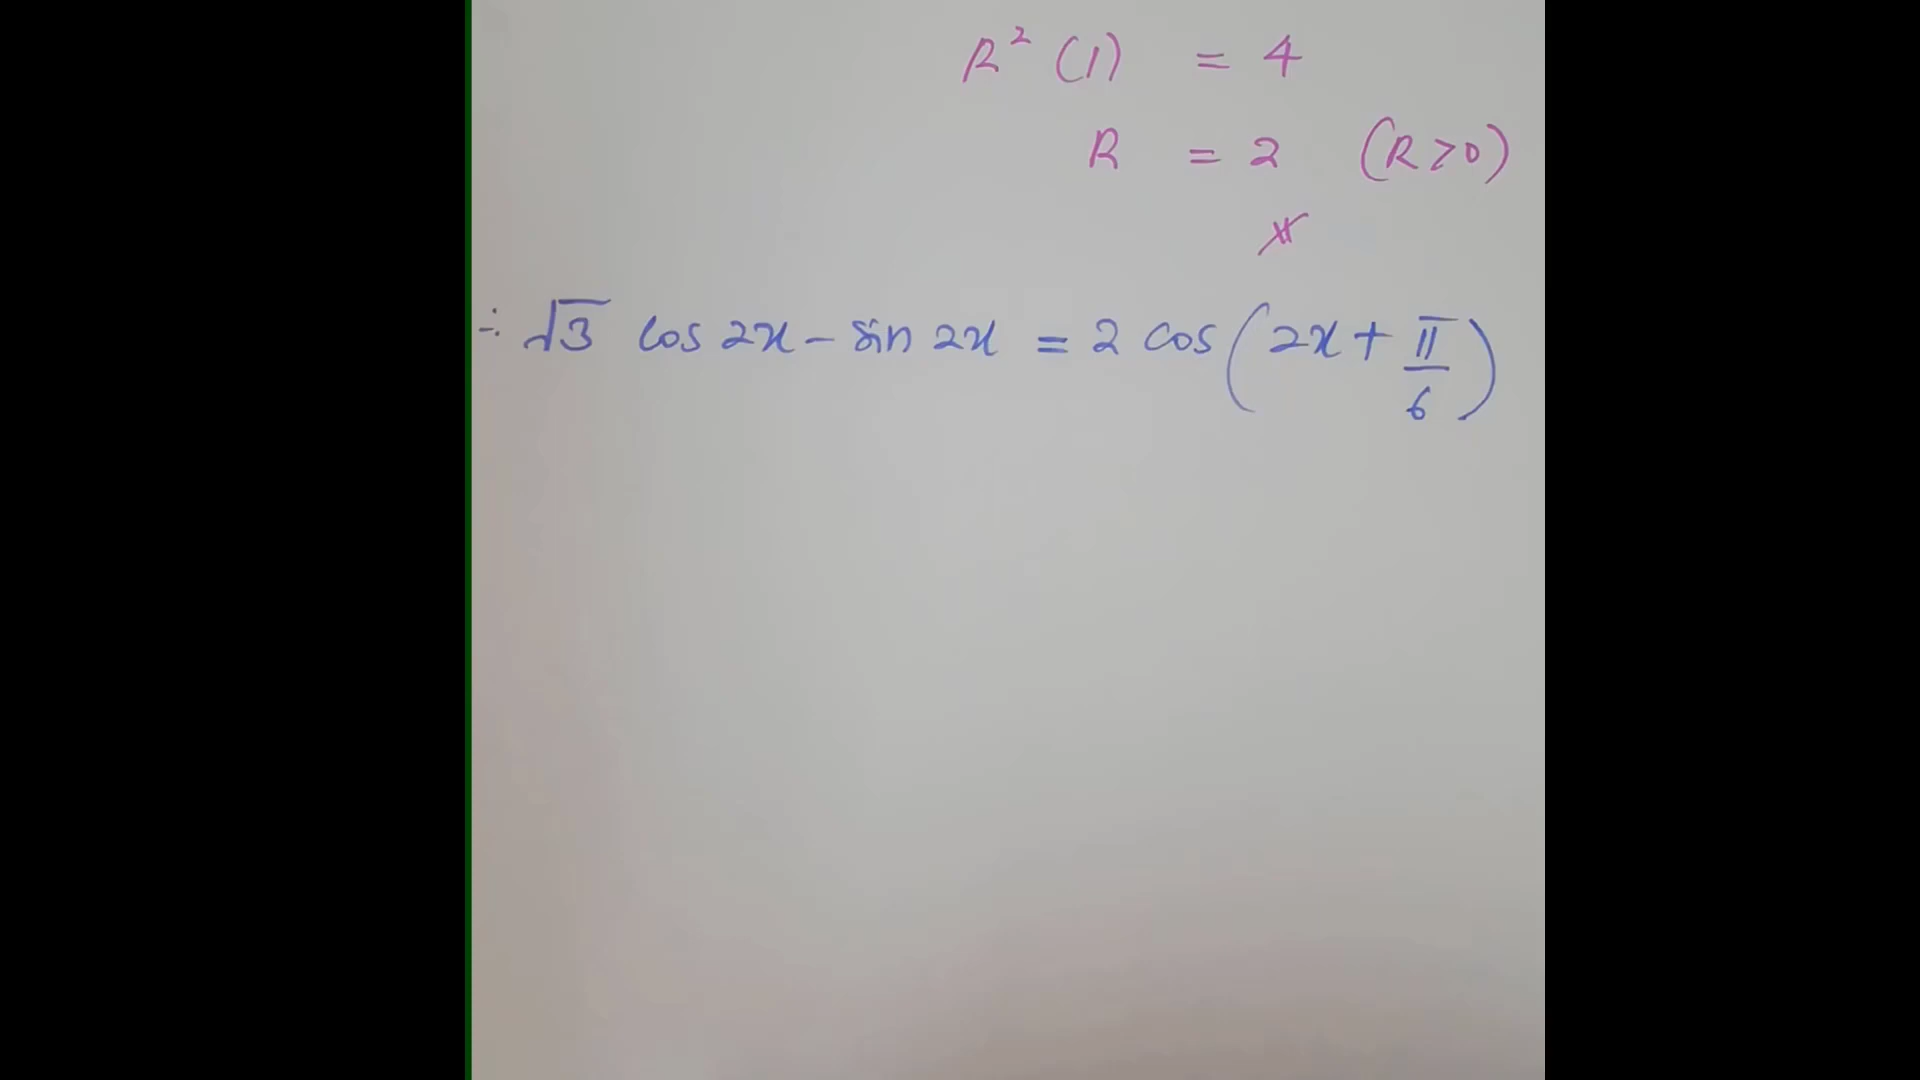 R² (1) = 4
R = 2 (R>0)
∴ √3 cos 2x - sin 2x = 2 cos (2x + π/6)